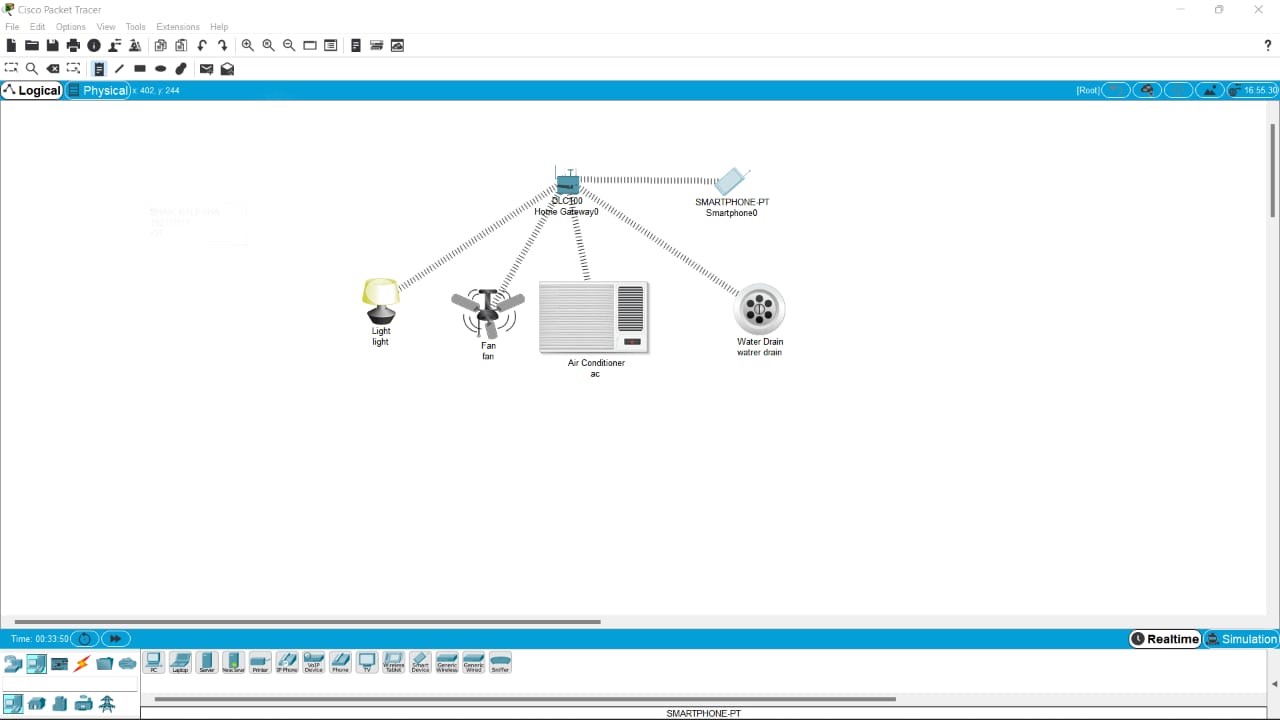 Cisco Packet Tracer
File Edit Options View Tools Extensions Help
Logical Physical x: 402, y: 244 [Root] 16:55:30
DLC100
Home Gateway0
SMARTPHONE-PT
Smartphone0
Light
light
Fan
fan
Air Conditioner
ac
Water Drain
watrer drain
Time: 00:33:50 Realtime Simulation
PC Laptop Server Printer IP Phone VoIP Device Phone TV Wireless Tablet Smart Device Generic Wireless Generic Wired Sniffer
SMARTPHONE-PT